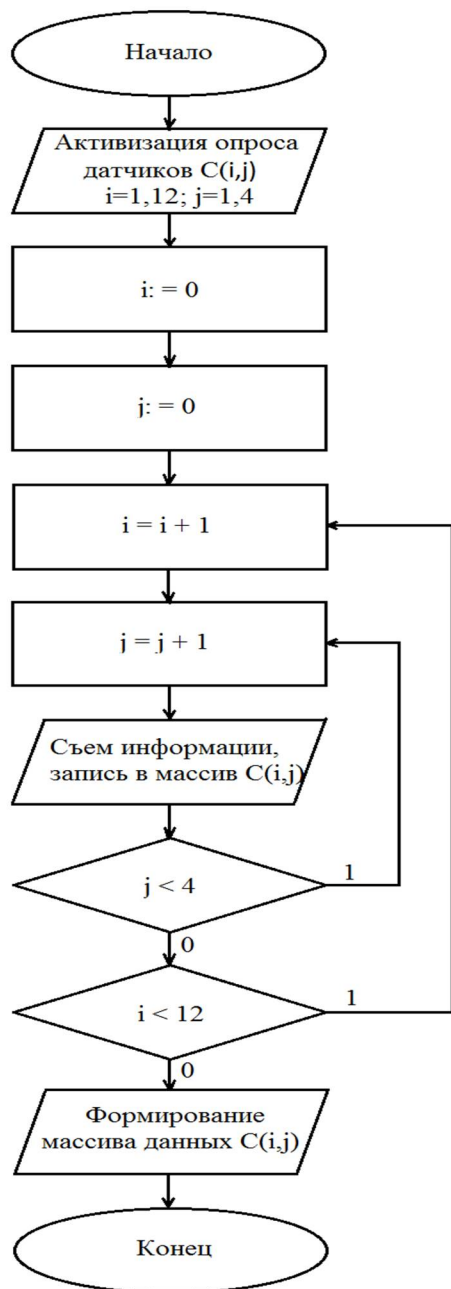 Начало
Активизация опроса
датчиков C(i,j)
i=1,12; j=1,4
i: = 0
j: = 0
i = i + 1
j = j + 1
Съем информации,
запись в массив C(i,j)
j < 4
1
0
i < 12
1
0
Формирование
массива данных C(i,j)
Конец